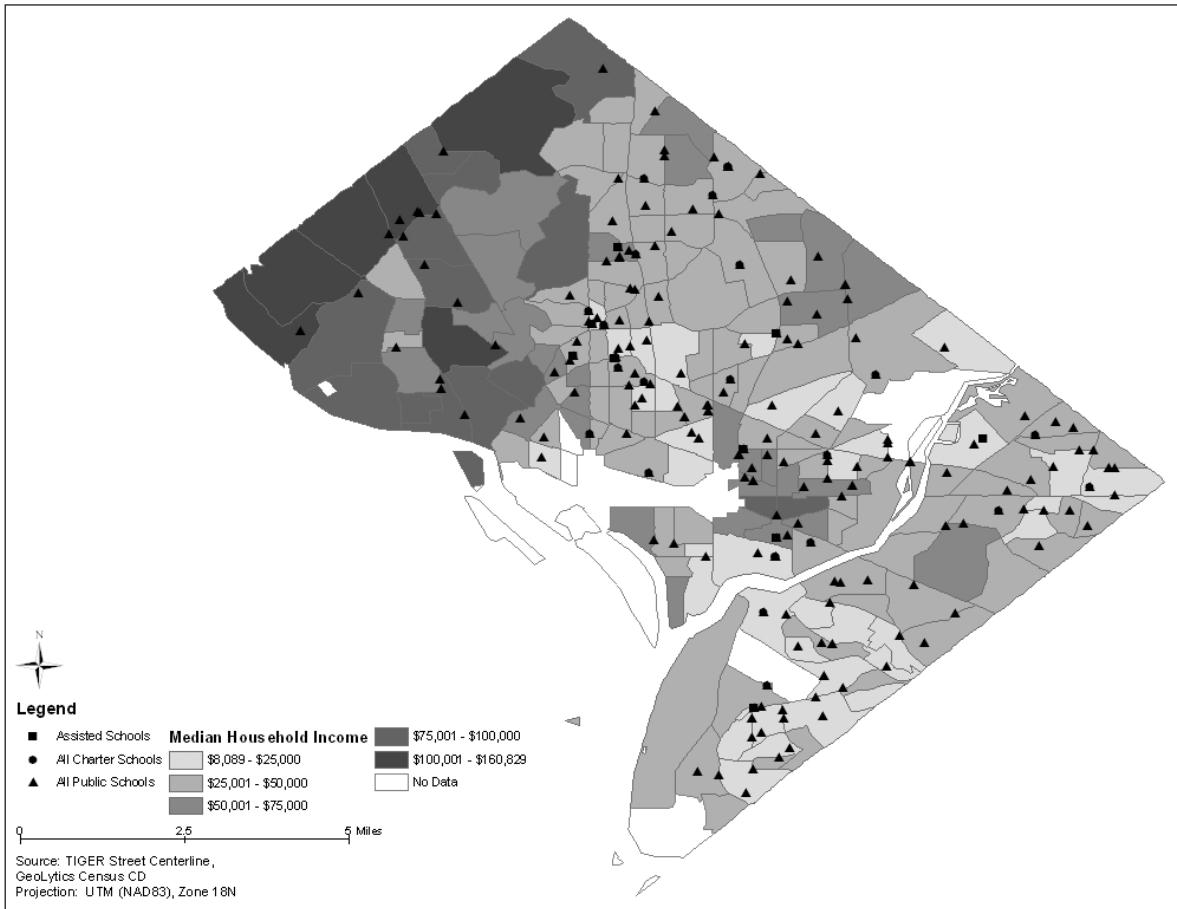 N
Legend
Assisted Schools
All Charter Schools
All Public Schools
Median Household Income
$8,089 - $25,000
$25,001 - $50,000
$50,001 - $75,000
$75,001 - $100,000
$100,001 - $160,829
No Data
0 2.5 5 Miles
Source: TIGER Street Centerline,
GeoLytics Census CD
Projection: UTM (NAD83), Zone 18N